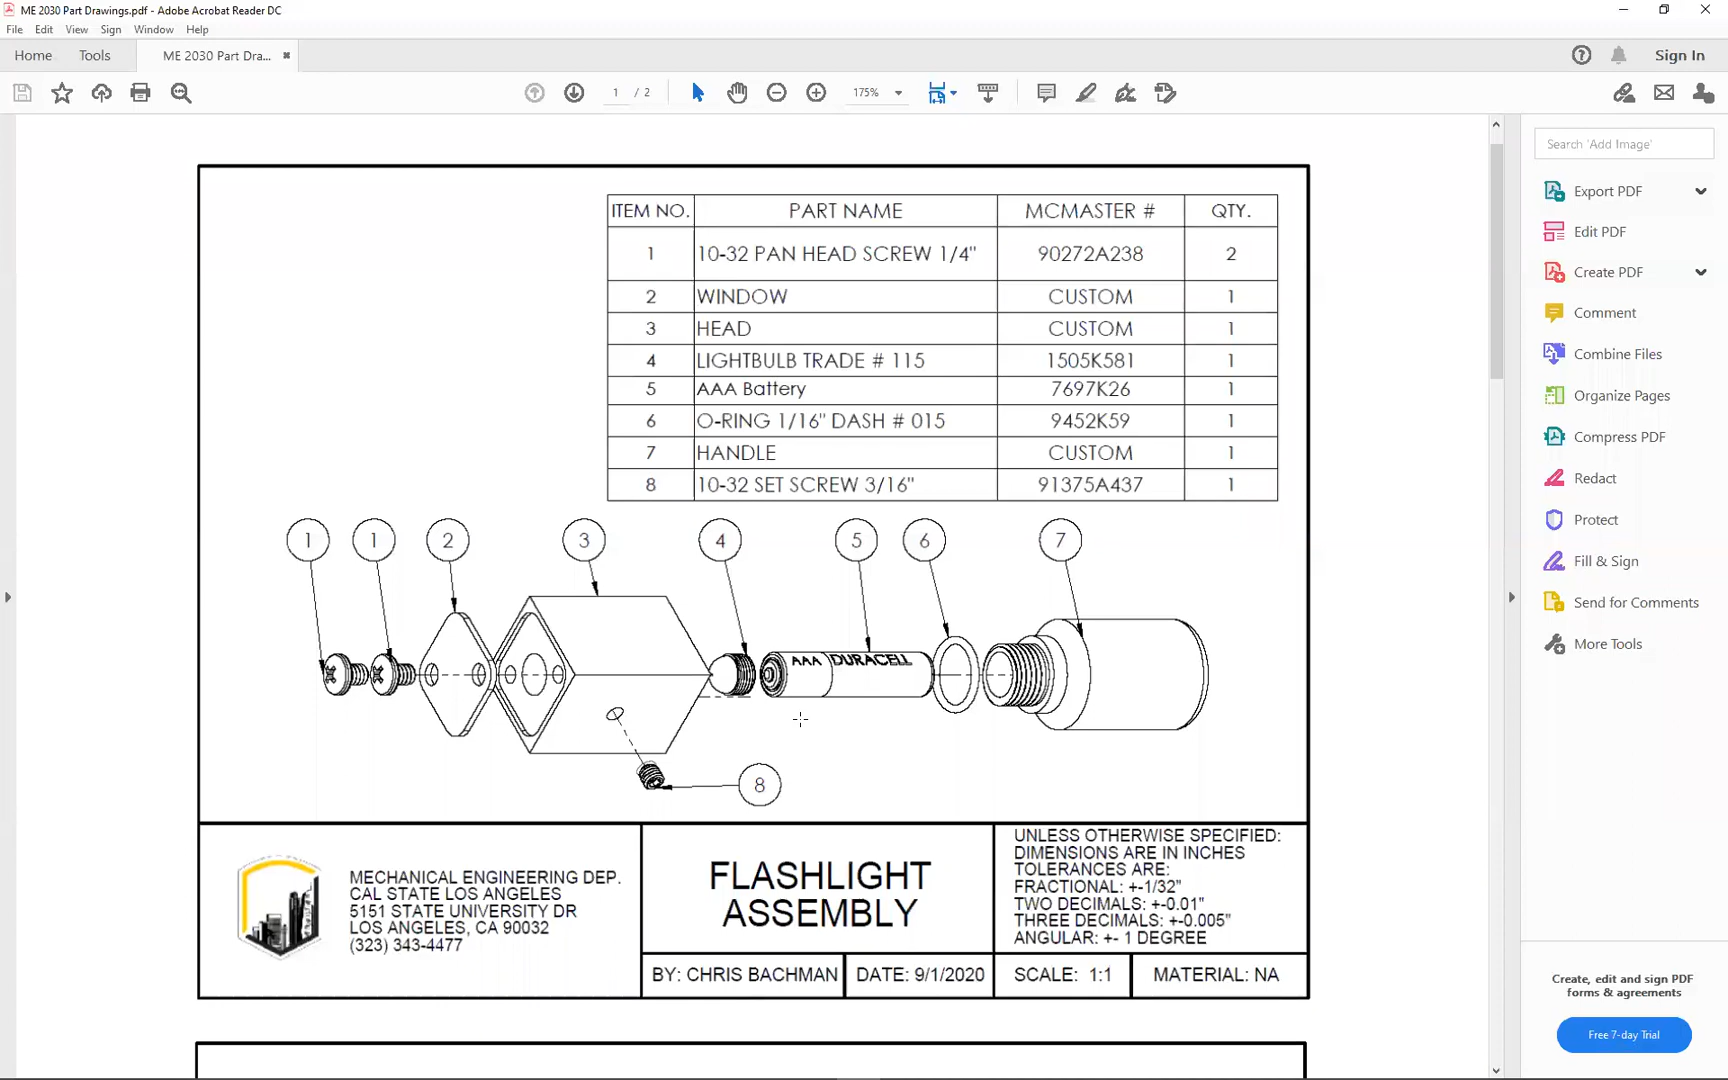 ME 2030 Part Drawings.pdf - Adobe Acrobat Reader DC
File Edit View Sign Window Help
Home Tools ME 2030 Part Dra... Sign In
1 / 2 175%
Search 'Add Image'
Export PDF
Edit PDF
Create PDF
Comment
Combine Files
Organize Pages
Compress PDF
Redact
Protect
Fill & Sign
Send for Comments
More Tools
Create, edit and sign PDF
forms & agreements
Free 7-day Trial
ITEM NO. PART NAME MCMASTER # QTY.
1 10-32 PAN HEAD SCREW 1/4" 90272A238 2
2 WINDOW CUSTOM 1
3 HEAD CUSTOM 1
4 LIGHTBULB TRADE # 115 1505K581 1
5 AAA Battery 7697K26 1
6 O-RING 1/16" DASH # 015 9452K59 1
7 HANDLE CUSTOM 1
8 10-32 SET SCREW 3/16" 91375A437 1
1 1 2 3 4 5 6 7
AAA DURACELL
8
MECHANICAL ENGINEERING DEP.
CAL STATE LOS ANGELES
5151 STATE UNIVERSITY DR
LOS ANGELES, CA 90032
(323) 343-4477
FLASHLIGHT
ASSEMBLY
UNLESS OTHERWISE SPECIFIED:
DIMENSIONS ARE IN INCHES
TOLERANCES ARE:
FRACTIONAL: +-1/32"
TWO DECIMALS: +-0.01"
THREE DECIMALS: +-0.005"
ANGULAR: +- 1 DEGREE
BY: CHRIS BACHMAN DATE: 9/1/2020 SCALE: 1:1 MATERIAL: NA